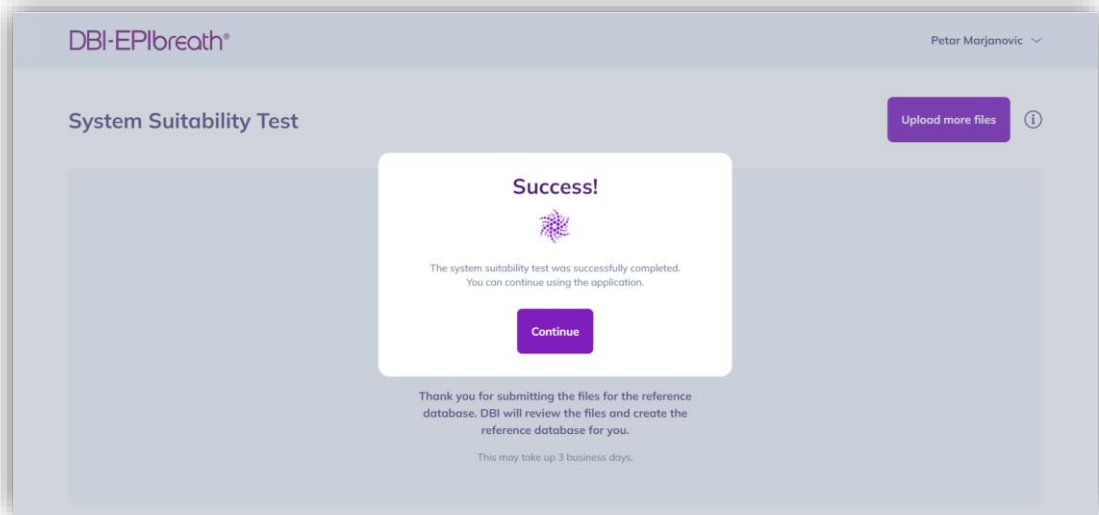 DBI-EPIbreath®
Petar Marjanovic
System Suitability Test
Upload more files
Success!
The system suitability test was successfully completed.
You can continue using the application.
Continue
Thank you for submitting the files for the reference
database. DBI will review the files and create the
reference database for you.
This may take up 3 business days.